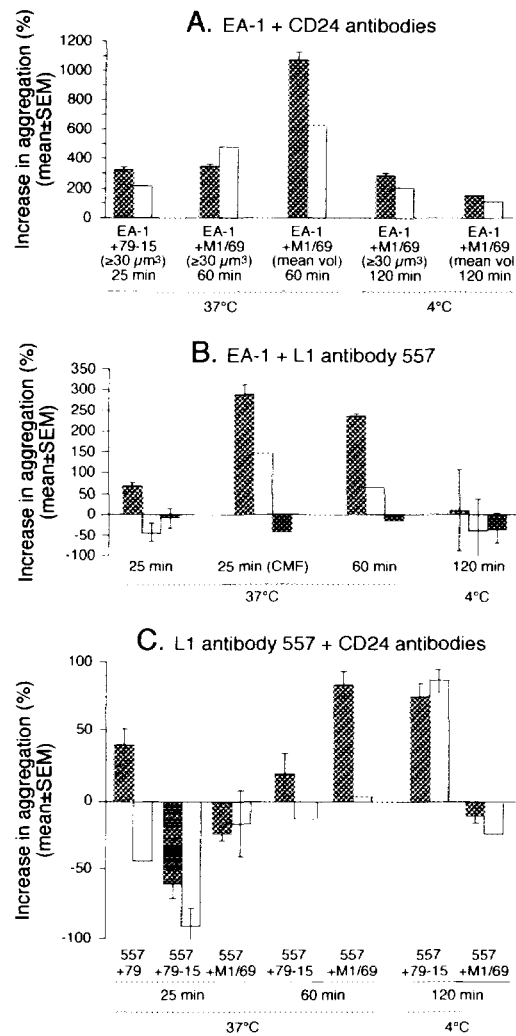 A. EA-1 + CD24 antibodies
Increase in aggregation (%)
(mean±SEM)
1200
1000
800
600
400
200
0
EA-1 EA-1 EA-1 EA-1 EA-1
+79-15 +M1/69 +M1/69 +M1/69 +M1/69
(≥30 µm³) (≥30 µm³) (mean vol) (≥30 µm³) (mean vol)
25 min 60 min 60 min 120 min 120 min
37°C 4°C
B. EA-1 + L1 antibody 557
Increase in aggregation (%)
(mean±SEM)
350
300
250
200
150
100
50
0
-50
-100
25 min 25 min (CMF) 60 min 120 min
37°C 4°C
C. L1 antibody 557 + CD24 antibodies
Increase in aggregation (%)
(mean±SEM)
100
50
0
-50
-100
557 557 557 557 557 557 557
+79 +79-15 +M1/69 +79-15 +M1/69 +79-15 +M1/69
25 min 60 min 120 min
37°C 4°C